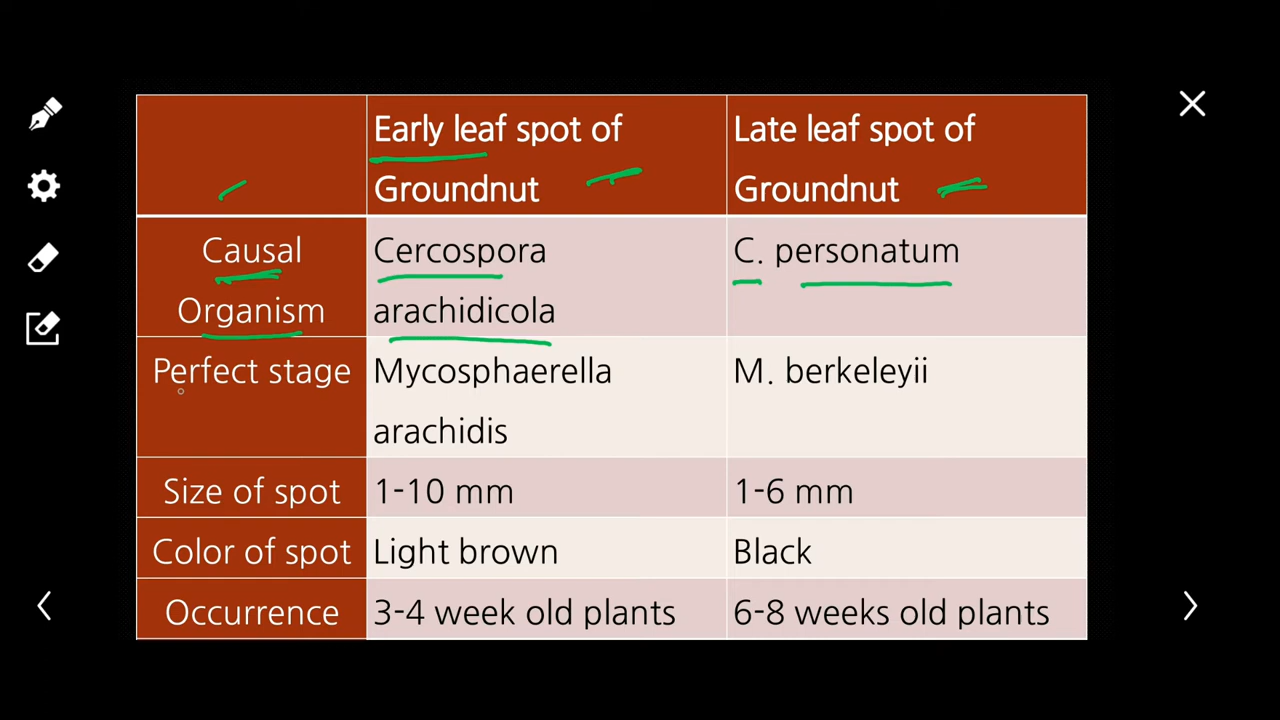 Early leaf spot of
Groundnut
Late leaf spot of
Groundnut
Causal
Organism
Cercospora
arachidicola
C. personatum
Perfect stage
Mycosphaerella
arachidis
M. berkeleyii
Size of spot
1-10 mm
1-6 mm
Color of spot
Light brown
Black
Occurrence
3-4 week old plants
6-8 weeks old plants